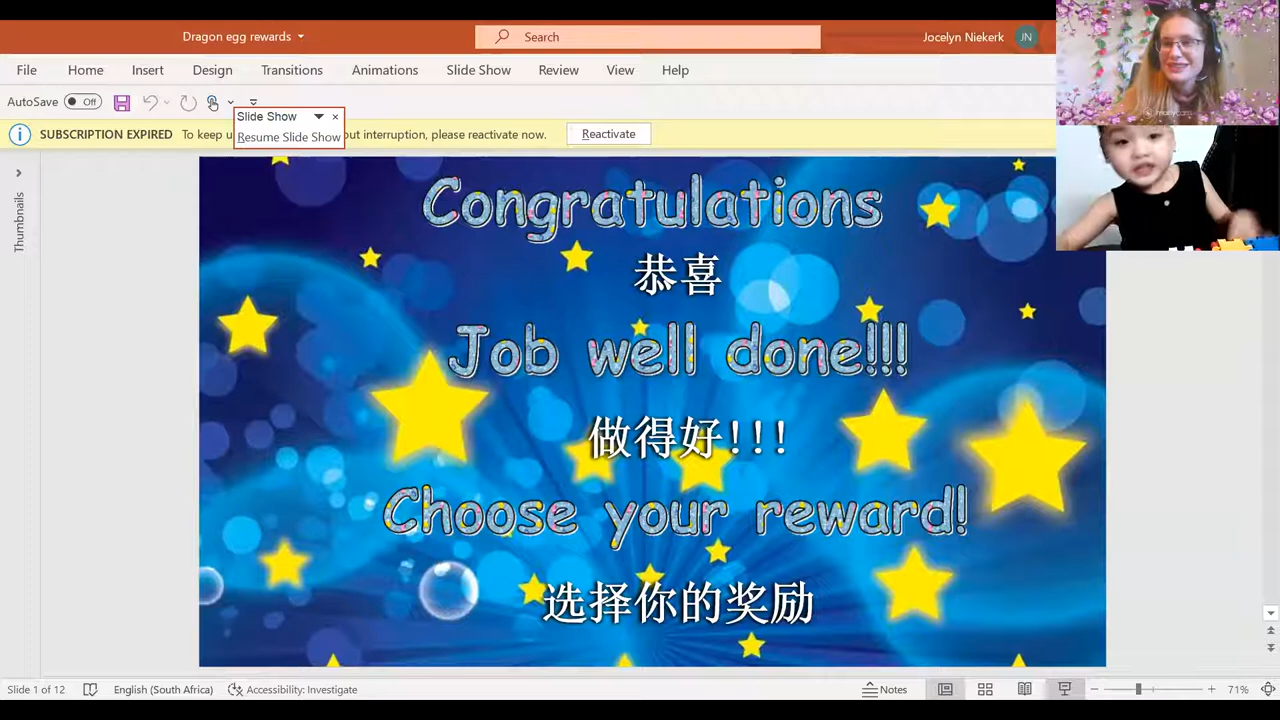 Dragon egg rewards
Search
Jocelyn Niekerk JN
File Home Insert Design Transitions Animations Slide Show Review View Help
AutoSave Off
Slide Show
Resume Slide Show
SUBSCRIPTION EXPIRED To keep u out interruption, please reactivate now. Reactivate
Thumbnails
Congratulations
恭喜
Job well done!!!
做得好!!!
Choose your reward!
选择你的奖励
Slide 1 of 12 English (South Africa) Accessibility: Investigate Notes 71%